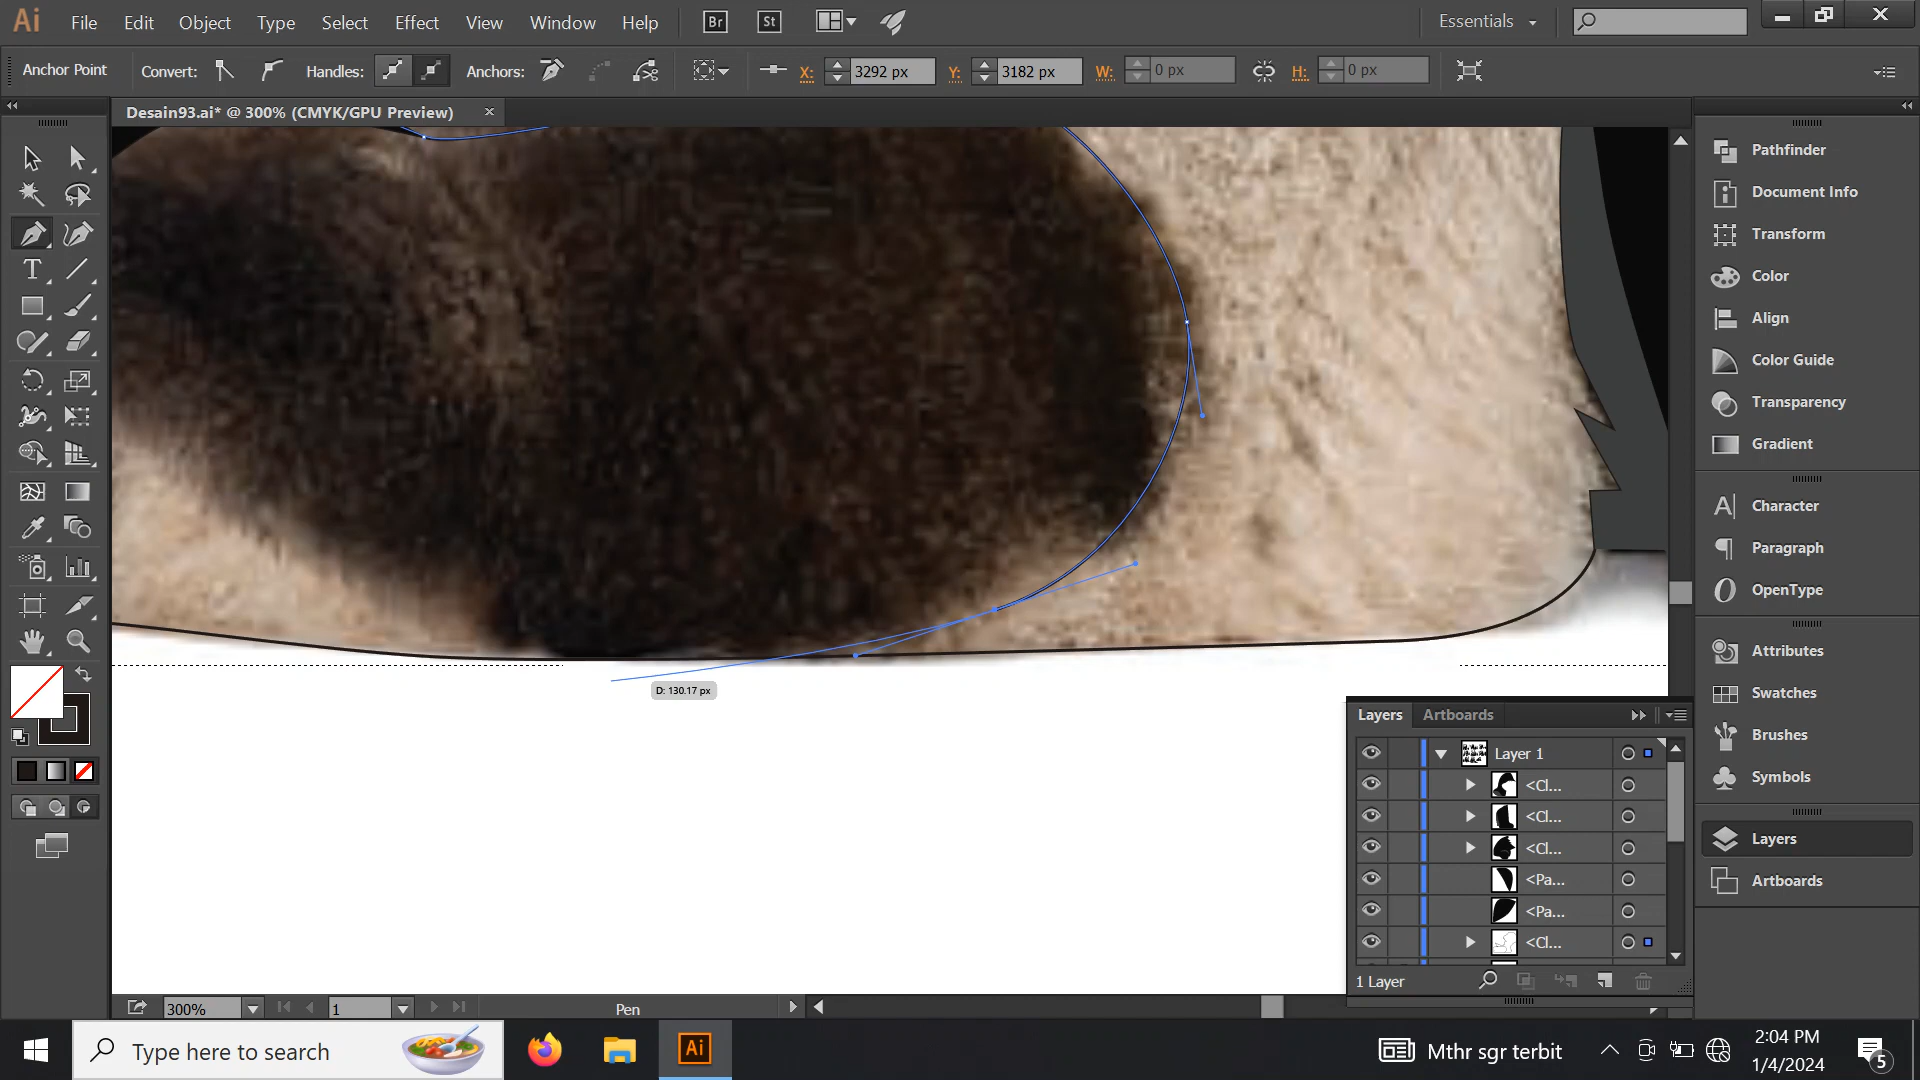 Ai File Edit Object Type Select Effect View Window Help Br St Essentials
Anchor Point Convert: Handles: Anchors: X: 3292 px Y: 3182 px W: 0 px H: 0 px
Desain93.ai* @ 300% (CMYK/GPU Preview)
Pathfinder
Document Info
Transform
Color
Align
Color Guide
Transparency
Gradient
Character
Paragraph
OpenType
Attributes
Swatches
Brushes
Symbols
Layers
Artboards
D: 130.17 px
Layers Artboards
Layer 1
<Cl...
<Cl...
<Cl...
<Pa...
<Pa...
<Cl...
1 Layer
300% 1 Pen
Type here to search Ai Mthr sgr terbit 2:04 PM
1/4/2024 5